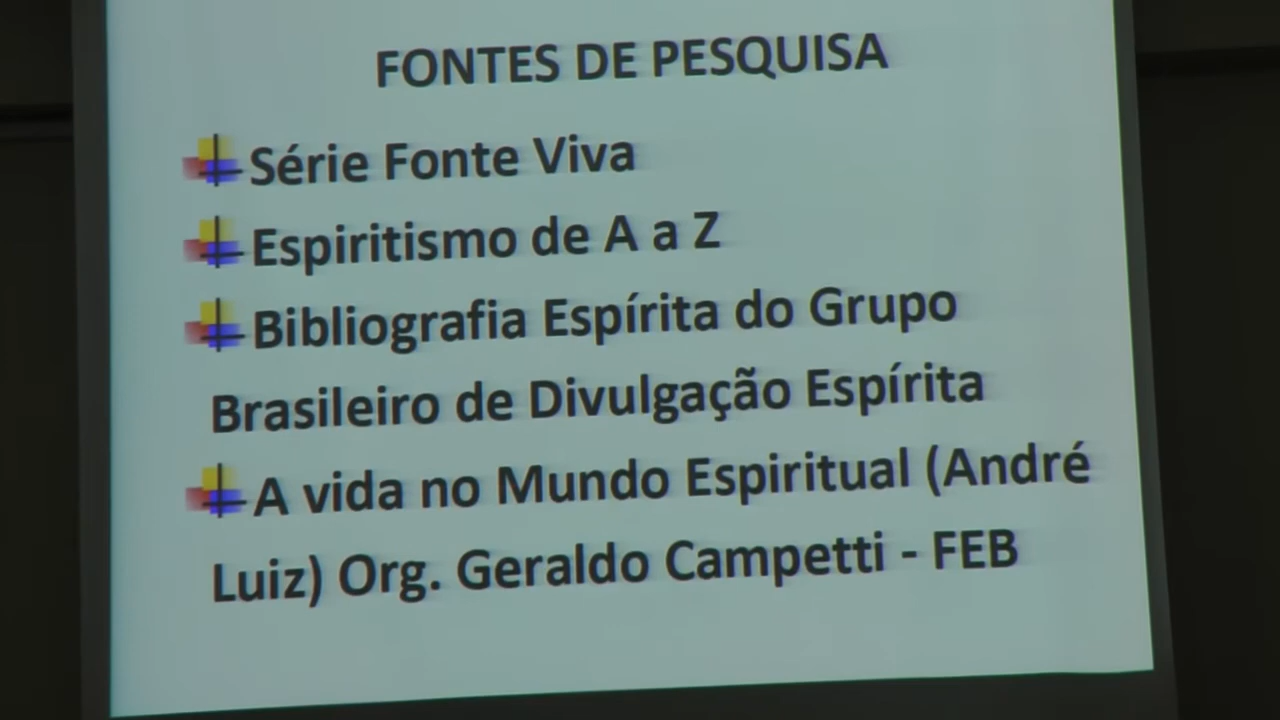 FONTES DE PESQUISA
Série Fonte Viva
Espiritismo de A a Z
Bibliografia Espírita do Grupo
Brasileiro de Divulgação Espírita
A vida no Mundo Espiritual (André
Luiz) Org. Geraldo Campetti - FEB